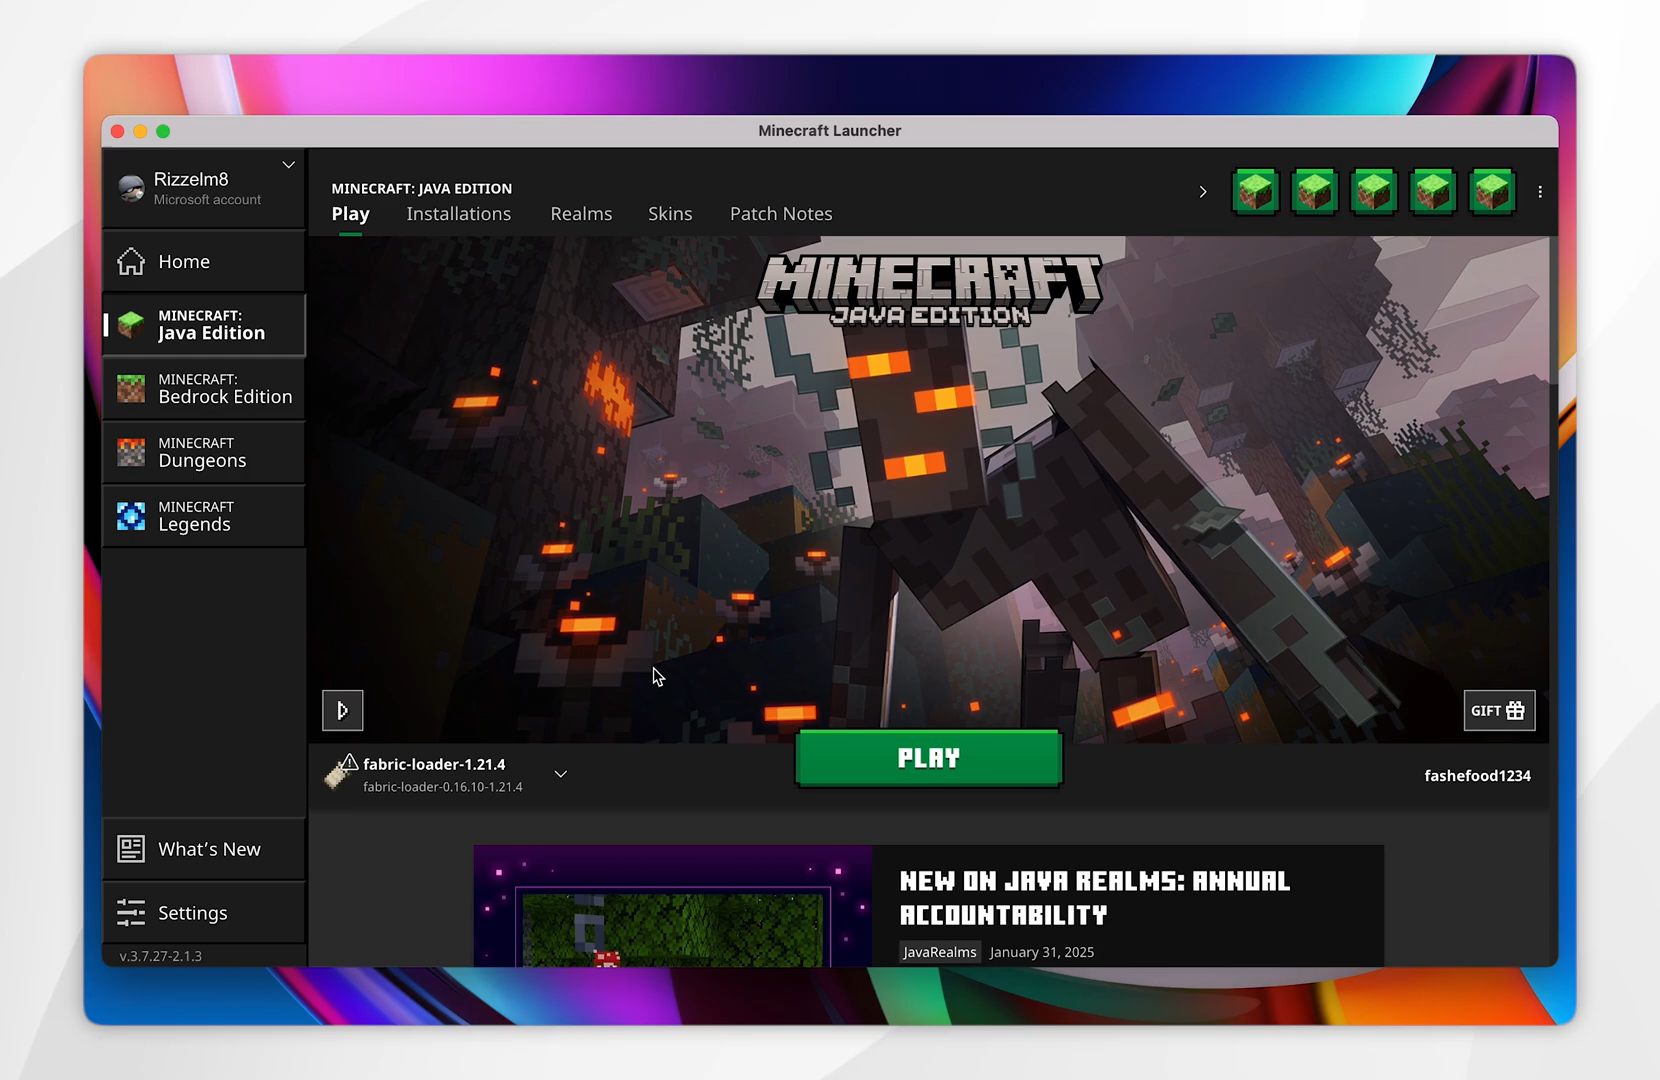 Minecraft Launcher
Rizzelm8
Microsoft account
MINECRAFT: JAVA EDITION
Play Installations Realms Skins Patch Notes
Home
MINECRAFT:
Java Edition
MINECRAFT:
Bedrock Edition
MINECRAFT
Dungeons
MINECRAFT
Legends
MINECRAFT
JAVA EDITION
GIFT
fabric-loader-1.21.4
fabric-loader-0.16.10-1.21.4
PLAY
fashefood1234
What's New
Settings
v.3.7.27-2.1.3
NEW ON JAVA REALMS: ANNUAL
ACCOUNTABILITY
JavaRealms January 31, 2025